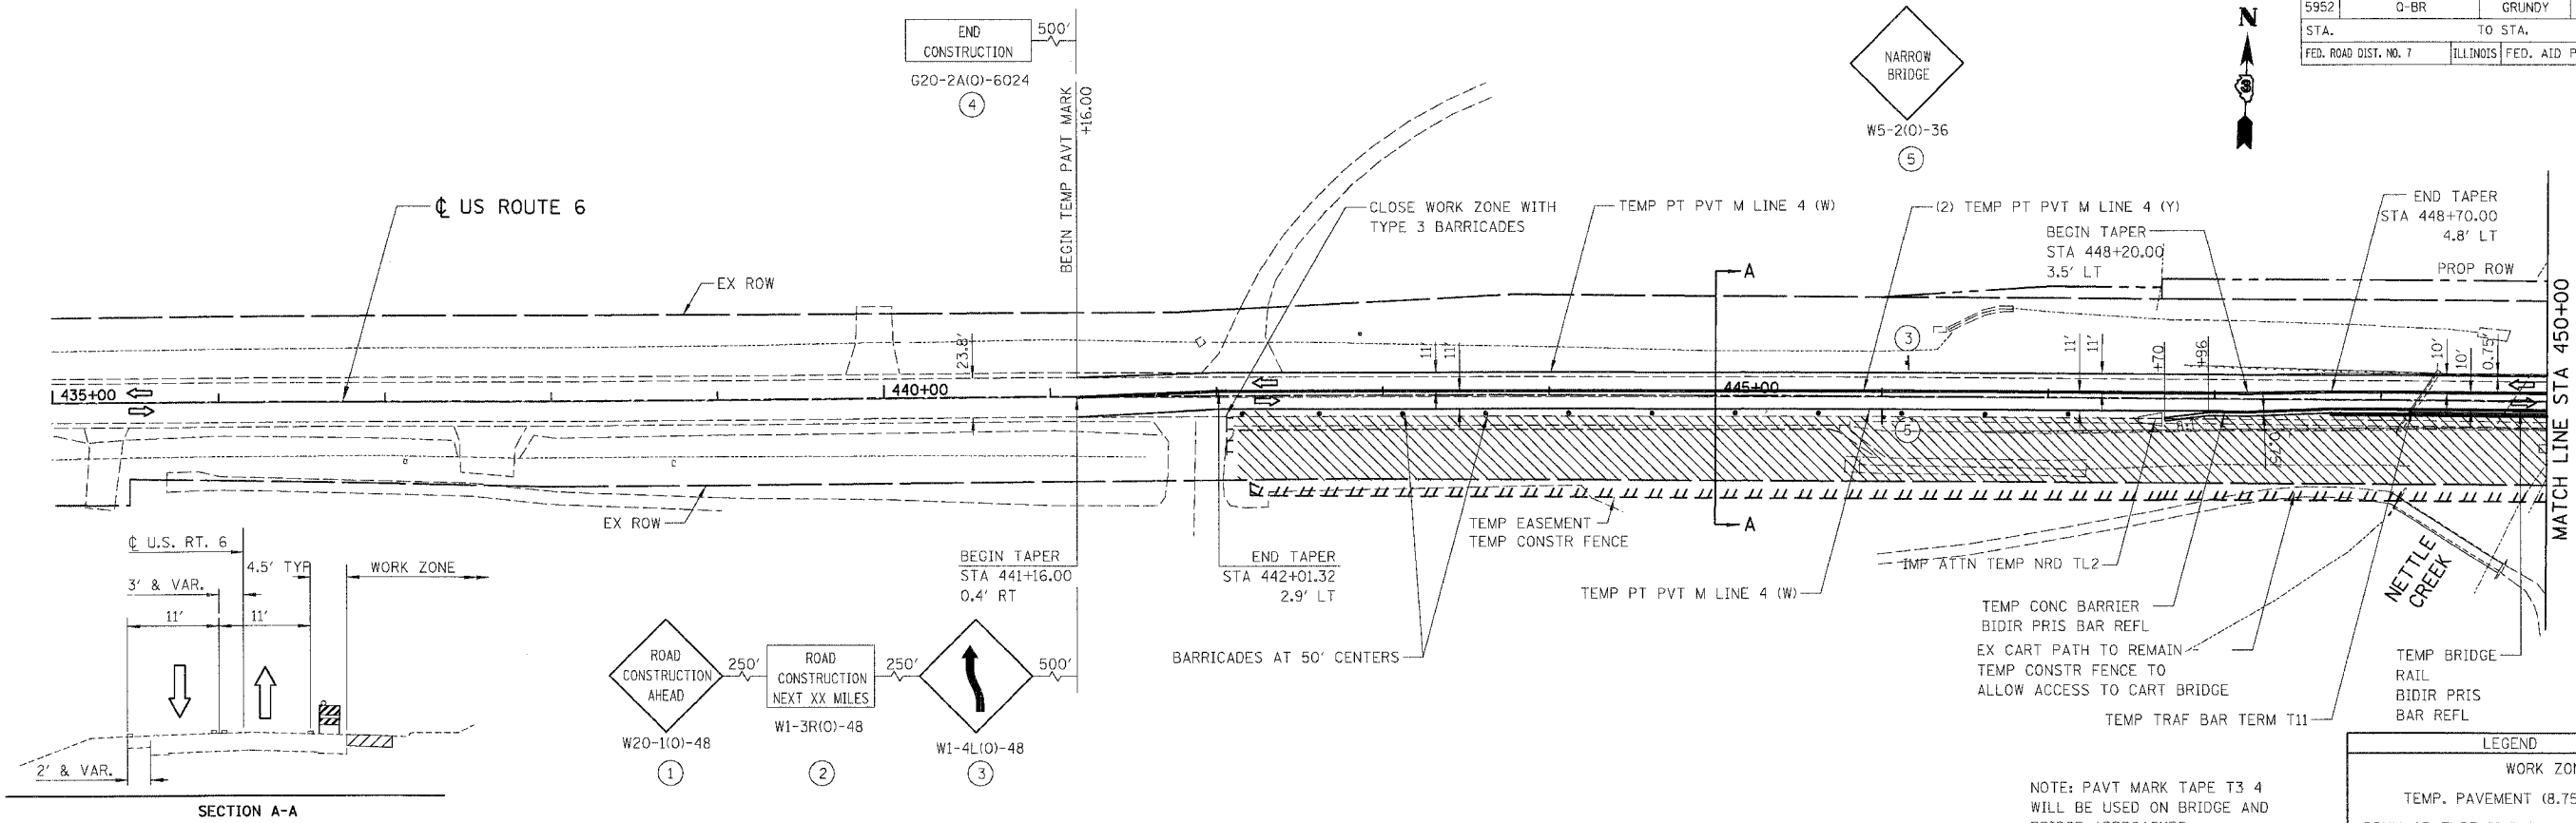 END
CONSTRUCTION
500'
G20-2A(O)-6024
4
BEGIN TEMP PAVT MARK
+16.00
NARROW
BRIDGE
W5-2(O)-36
5
N
3
5952 Q-BR GRUNDY
STA. TO STA.
FED. ROAD DIST. NO. 7 ILLINOIS FED. AID
℄ US ROUTE 6
CLOSE WORK ZONE WITH
TYPE 3 BARRICADES
TEMP PT PVT M LINE 4 (W)
(2) TEMP PT PVT M LINE 4 (Y)
BEGIN TAPER
STA 448+20.00
3.5' LT
END TAPER
STA 448+70.00
4.8' LT
PROP ROW
EX ROW
A
3
23.8'
11'
11'
11'
11'
+70
+96
10'
10'
0.75'
435+00
440+00
445+00
5
0.75'
MATCH LINE STA 450+00
EX ROW
A
TEMP EASEMENT
TEMP CONSTR FENCE
BEGIN TAPER
STA 441+16.00
0.4' RT
END TAPER
STA 442+01.32
2.9' LT
BARRICADES AT 50' CENTERS
TEMP PT PVT M LINE 4 (W)
IMP ATTN TEMP NRD TL2
TEMP CONC BARRIER
BIDIR PRIS BAR REFL
EX CART PATH TO REMAIN
TEMP CONSTR FENCE TO
ALLOW ACCESS TO CART BRIDGE
TEMP TRAF BAR TERM T11
NETTLE
CREEK
TEMP BRIDGE
RAIL
BIDIR PRIS
BAR REFL
℄ U.S. RT. 6
4.5' TYP
WORK ZONE
3' & VAR.
11'
11'
2' & VAR.
SECTION A-A
ROAD
CONSTRUCTION
AHEAD
250'
W20-1(O)-48
1
ROAD
CONSTRUCTION
NEXT XX MILES
250'
W1-3R(O)-48
2
500'
W1-4L(O)-48
3
NOTE: PAVT MARK TAPE T3 4
WILL BE USED ON BRIDGE AND
LEGEND
WORK
TEMP. PAVEMENT (8.75